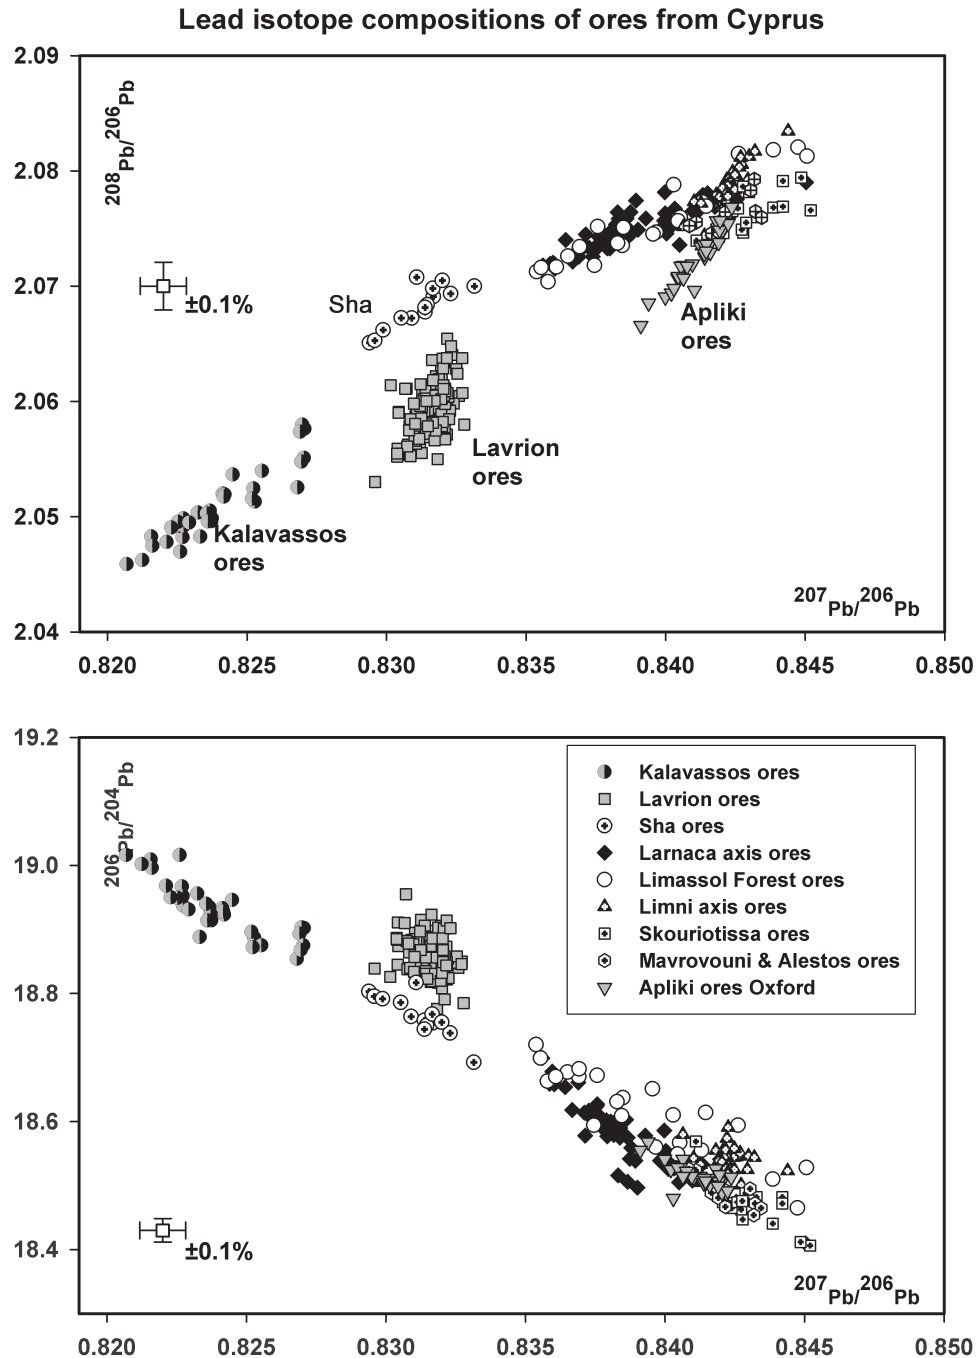 Lead isotope compositions of ores from Cyprus
2.09
208Pb/206Pb
2.08
2.07
±0.1%
Sha
Apliki
ores
2.06
Lavrion
ores
2.05
Kalavassos
ores
207Pb/206Pb
2.04
0.820 0.825 0.830 0.835 0.840 0.845 0.850
19.2
206Pb/204Pb
Kalavassos ores
Lavrion ores
Sha ores
Larnaca axis ores
Limassol Forest ores
Limni axis ores
Skouriotissa ores
Mavrovouni & Alestos ores
Apliki ores Oxford
19.0
18.8
18.6
18.4
±0.1%
207Pb/206Pb
0.820 0.825 0.830 0.835 0.840 0.845 0.850